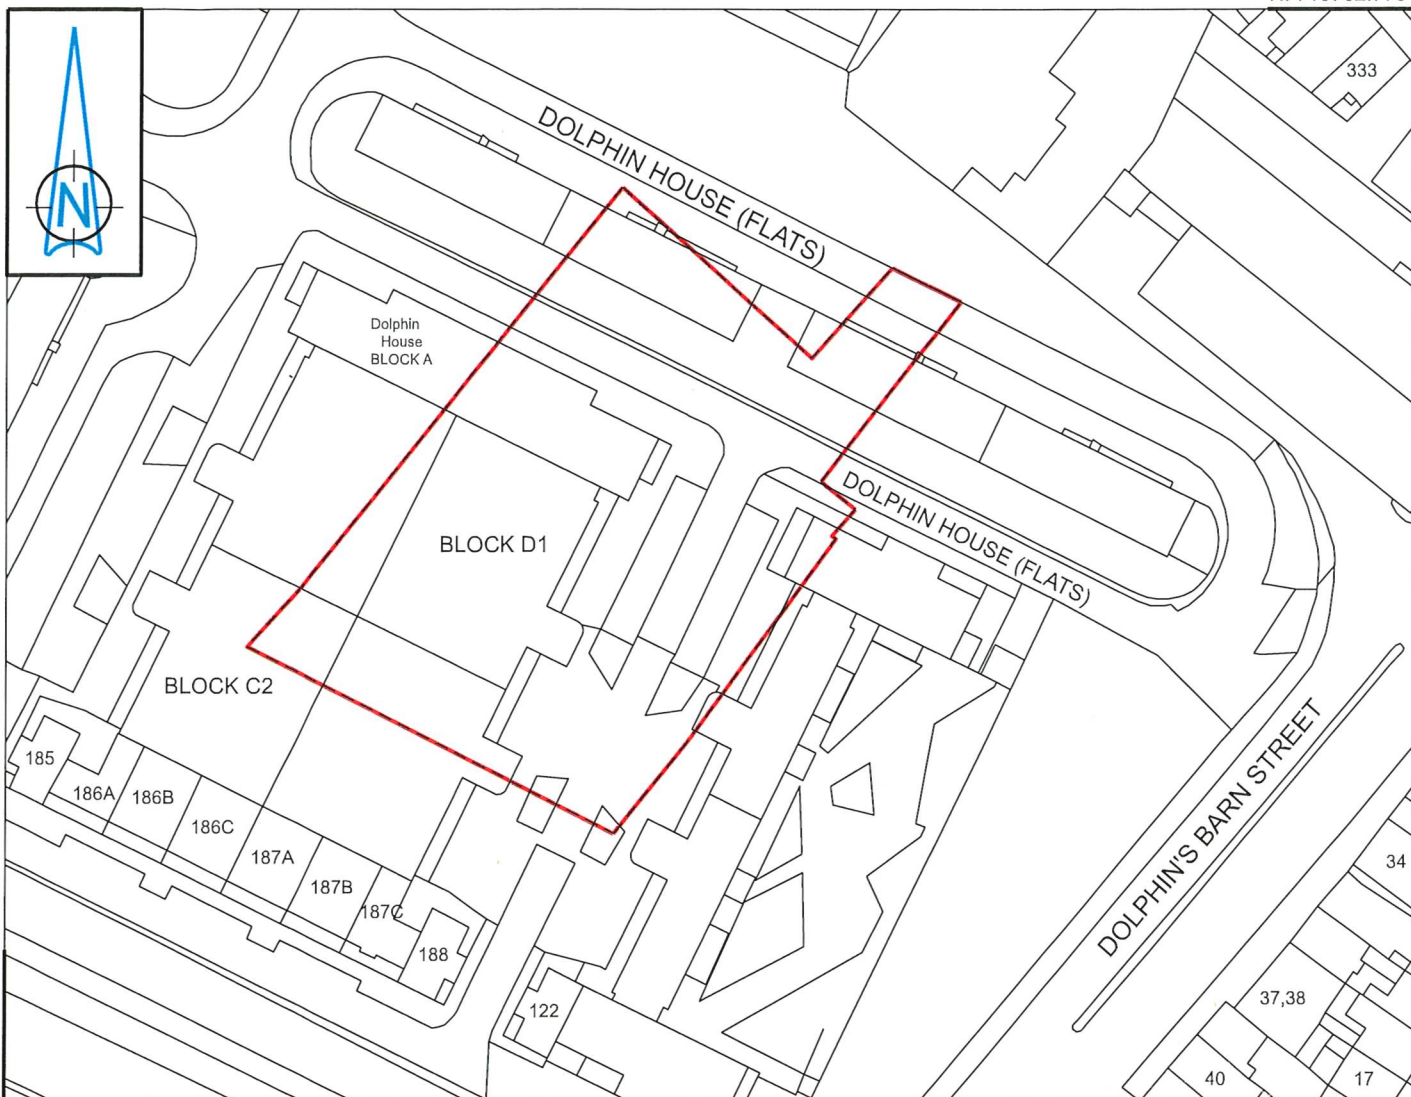 333
DOLPHIN HOUSE (FLATS)
N
Dolphin
House
BLOCK A
DOLPHIN HOUSE (FLATS)
BLOCK D1
BLOCK C2
185
186A
186B
186C
187A
187B
187C
188
122
DOLPHIN'S BARN STREET
34
37,38
40
17